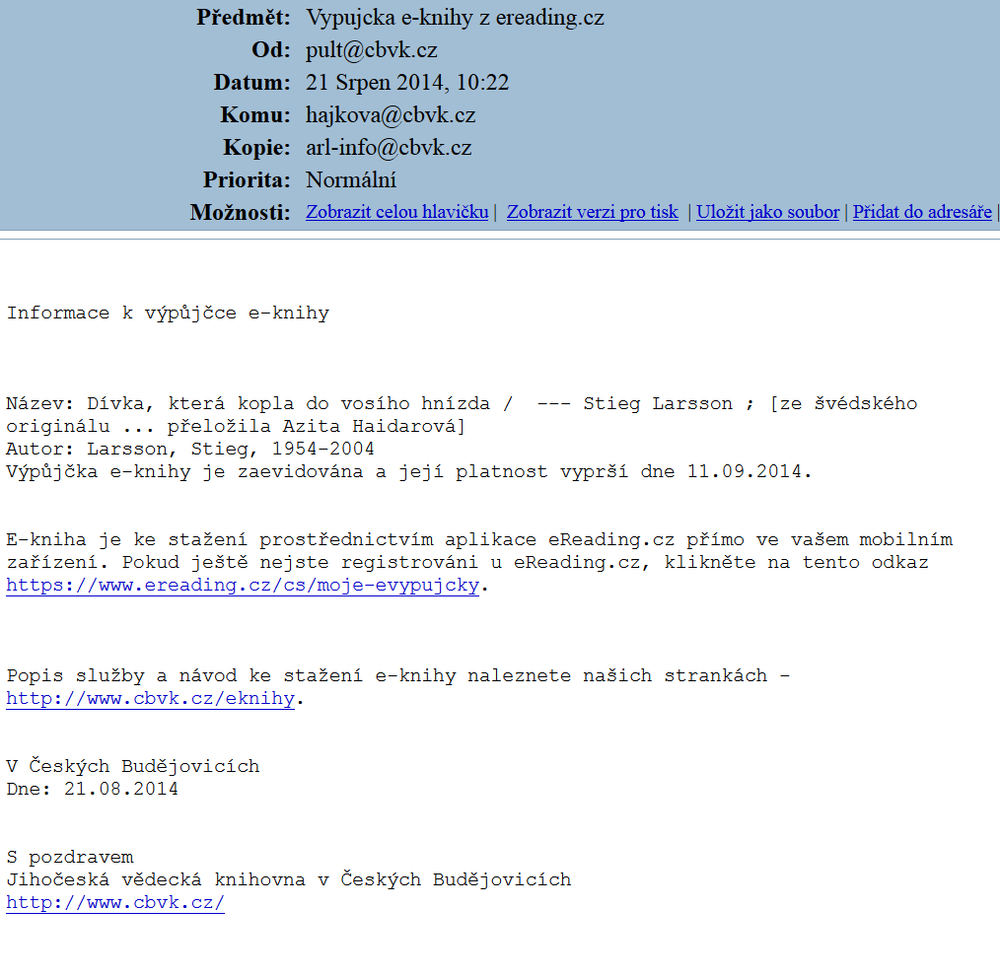 Předmět: Vypujcka e-knihy z ereading.cz
Od: pult@cbvk.cz
Datum: 21 Srpen 2014, 10:22
Komu: hajkova@cbvk.cz
Kopie: arl-info@cbvk.cz
Priorita: Normální
Možnosti: Zobrazit celou hlavičku | Zobrazit verzi pro tisk | Uložit jako soubor | Přidat do adresáře |
Informace k výpůjčce e-knihy
Název: Dívka, která kopla do vosího hnízda / --- Stieg Larsson ; [ze švédského
originálu ... přeložila Azita Haidarová]
Autor: Larsson, Stieg, 1954-2004
Výpůjčka e-knihy je zaevidována a její platnost vyprší dne 11.09.2014.
E-kniha je ke stažení prostřednictvím aplikace eReading.cz přímo ve vašem mobilním
zařízení. Pokud ještě nejste registrováni u eReading.cz, klikněte na tento odkaz
https://www.ereading.cz/cs/moje-evypujcky.
Popis služby a návod ke stažení e-knihy naleznete našich strankách -
http://www.cbvk.cz/eknihy.
V Českých Budějovicích
Dne: 21.08.2014
S pozdravem
Jihočeská vědecká knihovna v Českých Budějovicích
http://www.cbvk.cz/